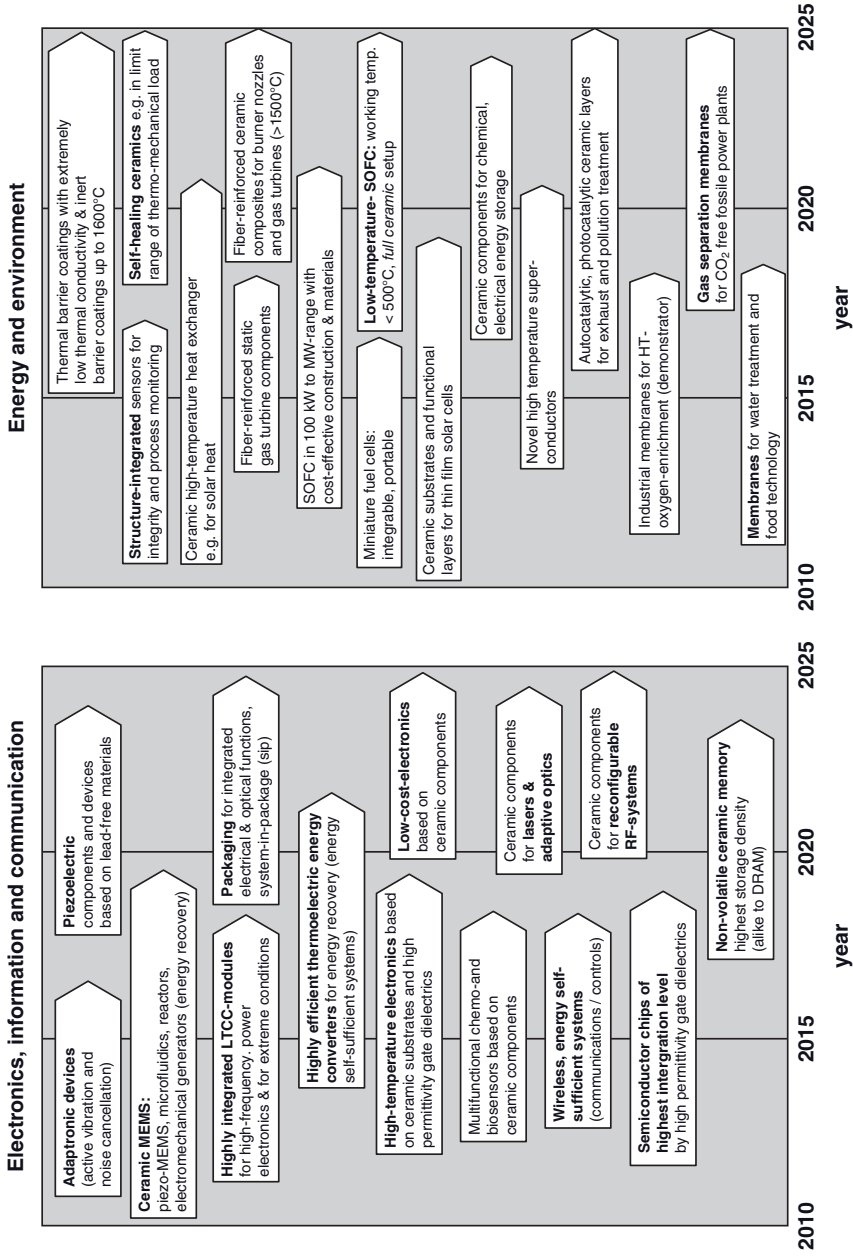 Electronics, information and communication
Adaptronic devices
(active vibration and
noise cancellation)
Piezoelectric
components and devices
based on lead-free materials
Ceramic MEMS:
piezo-MEMS, microfluidics, reactors,
electromechanical generators (energy recovery)
Highly integrated LTCC-modules
for high-frequency. power
electronics & for extreme conditions
Packaging for integrated
electrical & optical functions,
system-in-package (sip)
Highly efficient thermoelectric energy
converters for energy recovery (energy
self-sufficient systems)
High-temperature electronics based
on ceramic substrates and high
permittivity gate dielectrics
Low-cost-electronics
based on
ceramic components
Multifunctional chemo-and
biosensors based on
ceramic components
Ceramic components
for lasers &
adaptive optics
Wireless, energy self-
sufficient systems
(communications / controls)
Ceramic components
for reconfigurable
RF-systems
Semiconductor chips of
highest intergration level
by high permittivity gate dielectrics
Non-volatile ceramic memory
highest storage density
(alike to DRAM)
2010
2015
2020
2025
year
Energy and environment
Thermal barrier coatings with extremely
low thermal conductivity & inert
barrier coatings up to 1600°C
Structure-integrated sensors for
integrity and process monitoring
Self-healing ceramics e.g. in limit
range of thermo-mechanical load
Ceramic high-temperature heat exchanger
e.g. for solar heat
Fiber-reinforced static
gas turbine components
Fiber-reinforced ceramic
composites for burner nozzles
and gas turbines (>1500°C)
SOFC in 100 kW to MW-range with
cost-effective construction & materials
Miniature fuel cells:
integrable, portable
Low-temperature- SOFC: working temp.
< 500°C, full ceramic setup
Ceramic substrates and functional
layers for thin film solar cells
Ceramic components for chemical,
electrical energy storage
Novel high temperature super-
conductors
Autocatalytic, photocatalytic ceramic layers
for exhaust and pollution treatment
Industrial membranes for HT-
oxygen-enrichment (demonstrator)
Gas separation membranes
for CO₂ free fossile power plants
Membranes for water treatment and
food technology
2010
2015
2020
2025
year